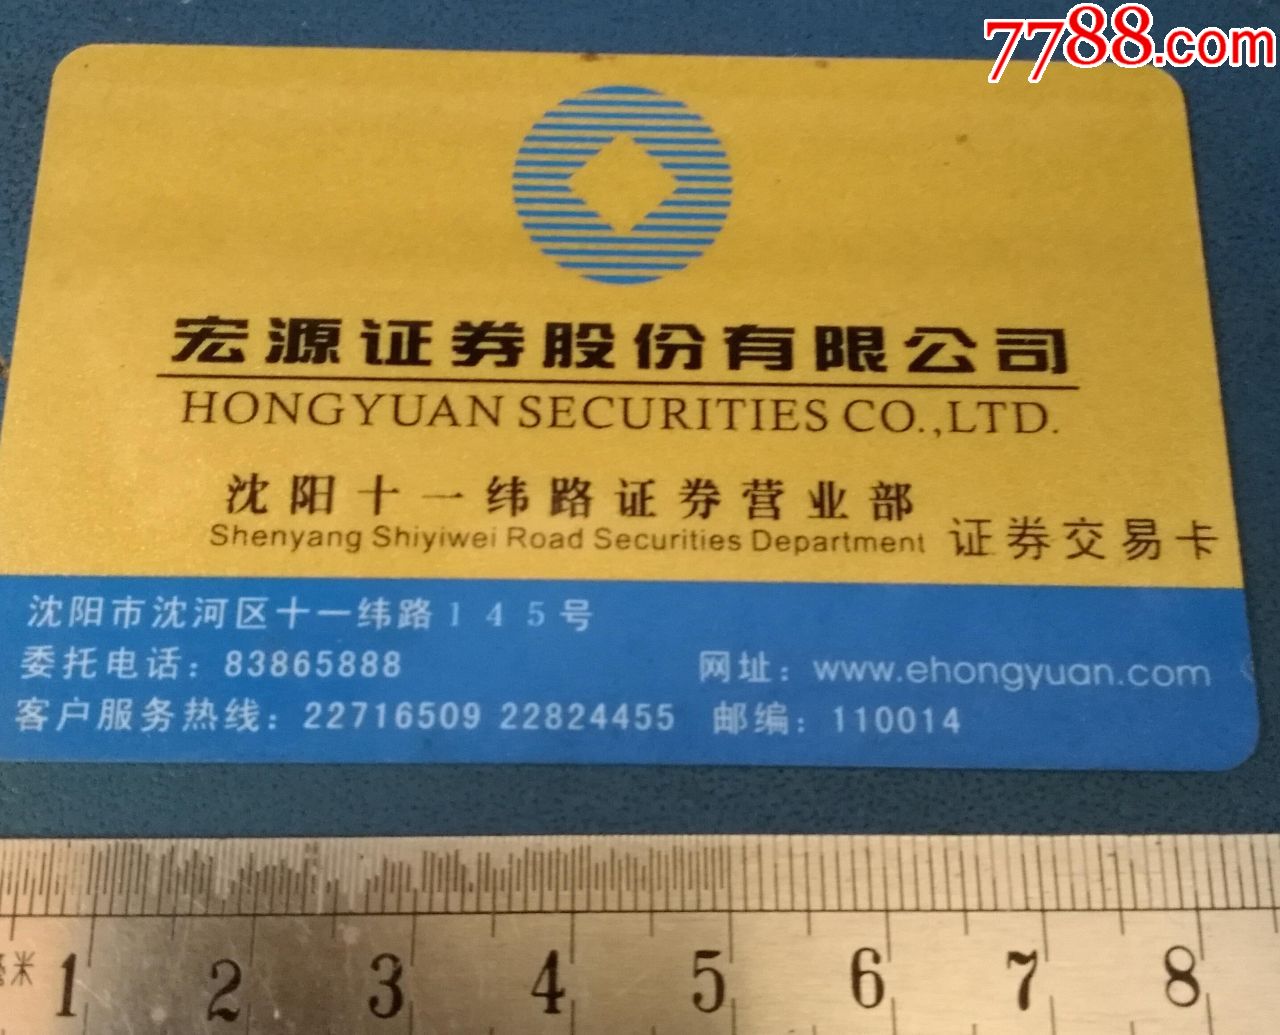 7788.com
宏源证券股份有限公司
HONGYUAN SECURITIES CO.,LTD.
沈阳十一纬路证券营业部
Shenyang Shiyiwei Road Securities Department
证券交易卡
沈阳市沈河区十一纬路145号
委托电话：83865888
网址：www.ehongyuan.com
客户服务热线：22716509 22824455
邮编：110014
毫米 1 2 3 4 5 6 7 8